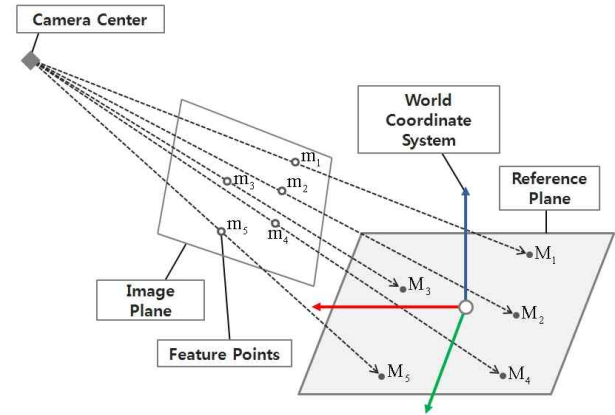 Camera Center
World
Coordinate
System
Reference
Plane
m₁
m₃
m₂
m₅
m₄
M₁
M₃
M₂
M₅
M₄
Image
Plane
Feature Points